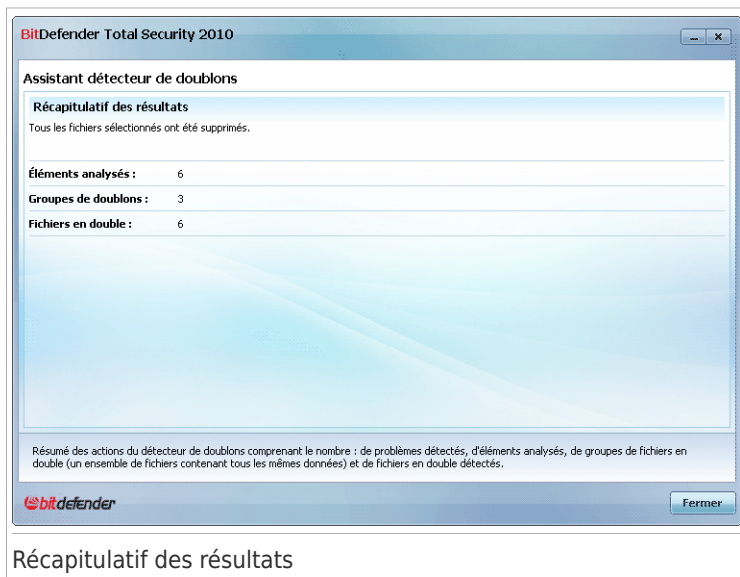 BitDefender Total Security 2010
Assistant détecteur de doublons
Récapitulatif des résultats
Tous les fichiers sélectionnés ont été supprimés.
Éléments analysés : 6
Groupes de doublons : 3
Fichiers en double : 6
Résumé des actions du détecteur de doublons comprenant le nombre : de problèmes détectés, d'éléments analysés, de groupes de fichiers en
double (un ensemble de fichiers contenant tous les mêmes données) et de fichiers en double détectés.
bitdefender
Fermer
Récapitulatif des résultats